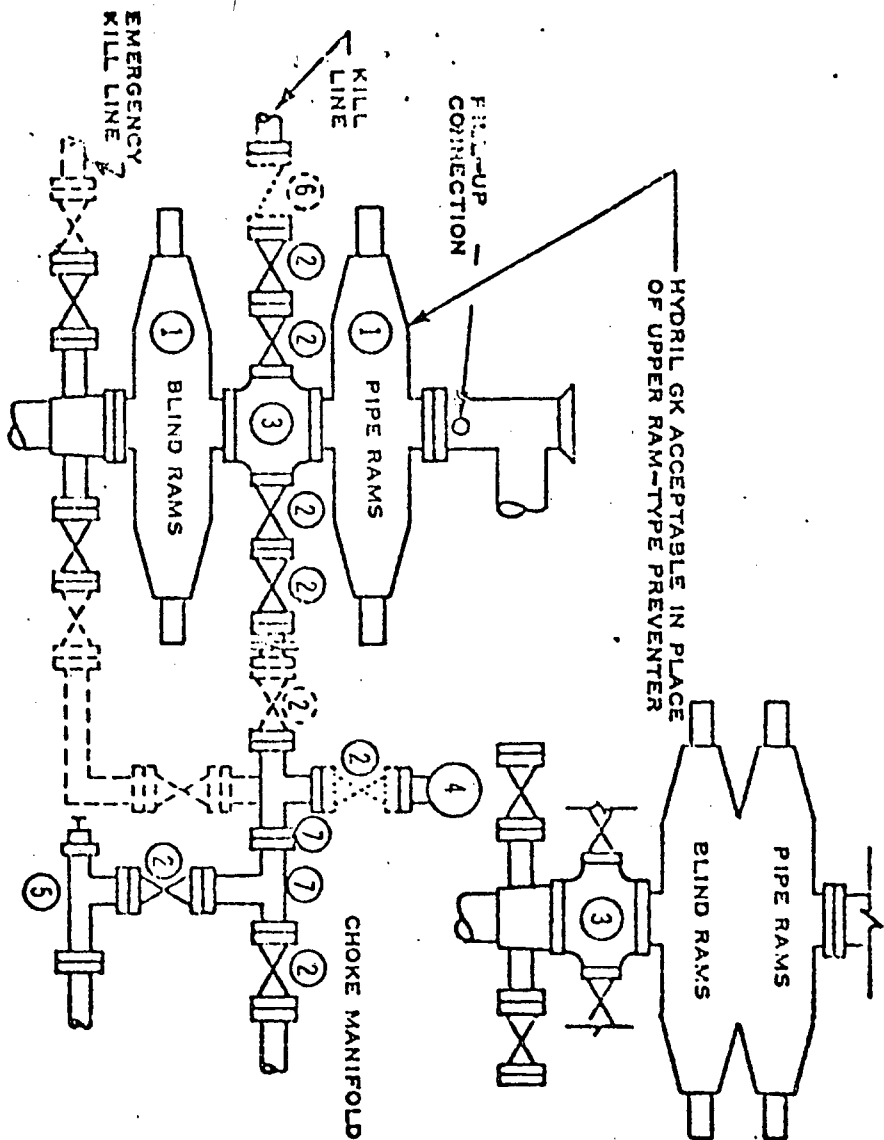 EMERGENCY
KILL LINE
KILL
LINE
CONNECTION
HYDRIL GK ACCEPTABLE IN PLACE
OF UPPER RAM-TYPE PREVENTER
6
2
2
1
PIPE RAMS
1
BLIND RAMS
3
2
2
2
2
4
7
7
2
2
5
CHOKE MANIFOLD
PIPE RAMS
BLIND RAMS
3